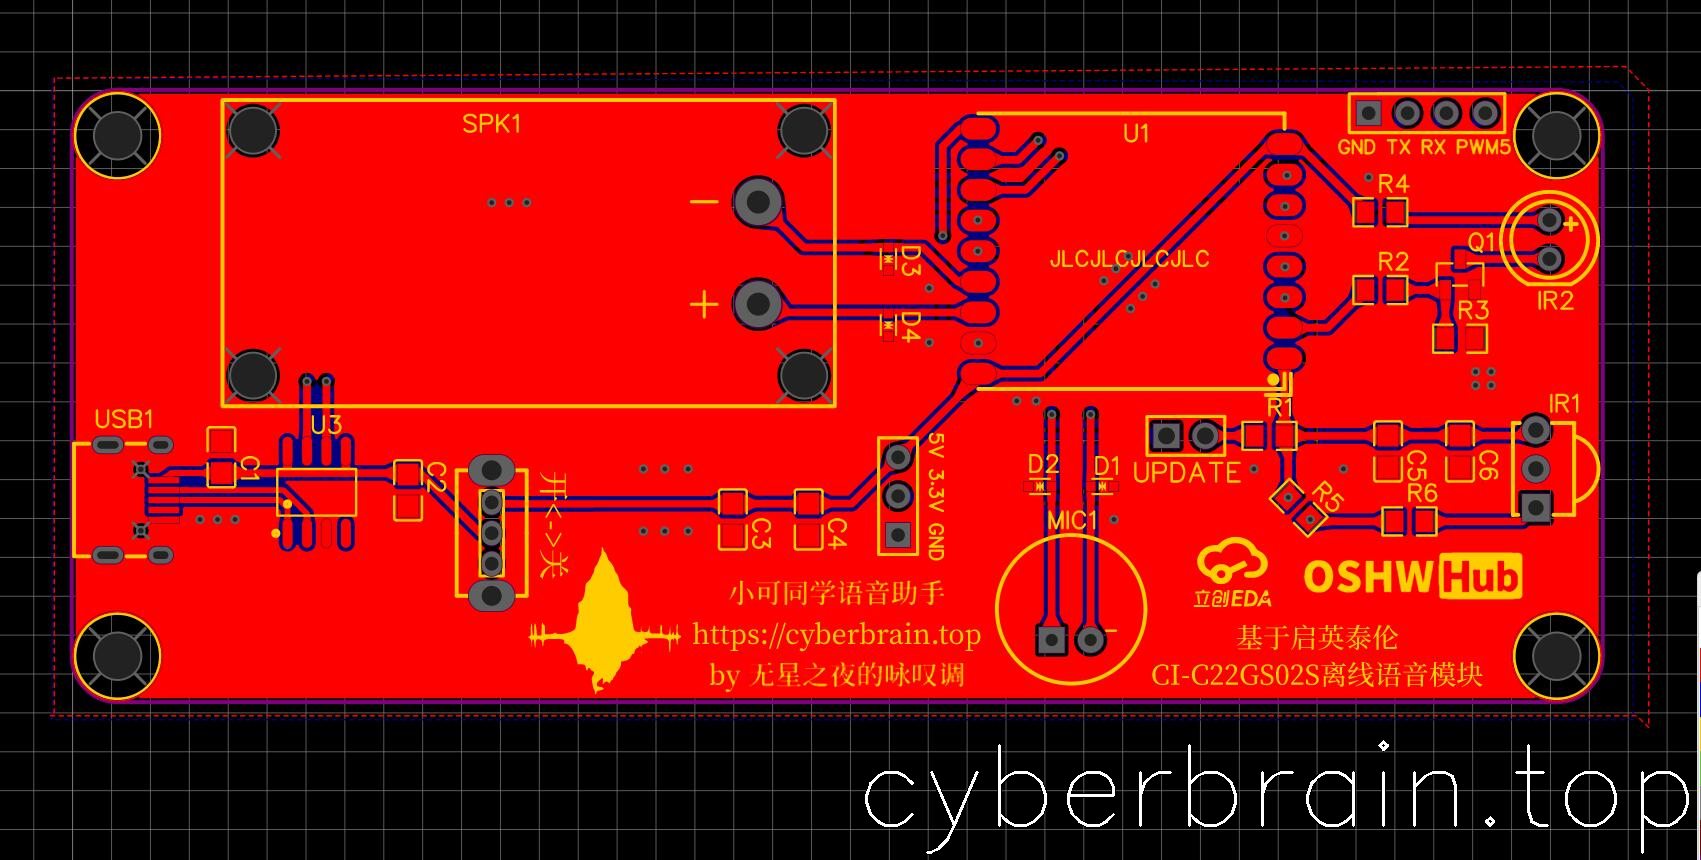 SPK1
U1
GND TX RX PWM5
R4
Q1
D3
R2
JLCJLCJLCJLC
IR2
R3
D4
USB1
U3
R1
IR1
5V 3.3V GND
C1
C2
D2
D1
UPDATE
C5
C6
R5
R6
开<->关
C3
C4
MIC1
小可同学语音助手
https://cyberbrain.top
by 无星之夜的咏叹调
立创EDA
OSHWHub
基于启英泰伦
CI-C22GS02S离线语音模块
cyberbrain.top